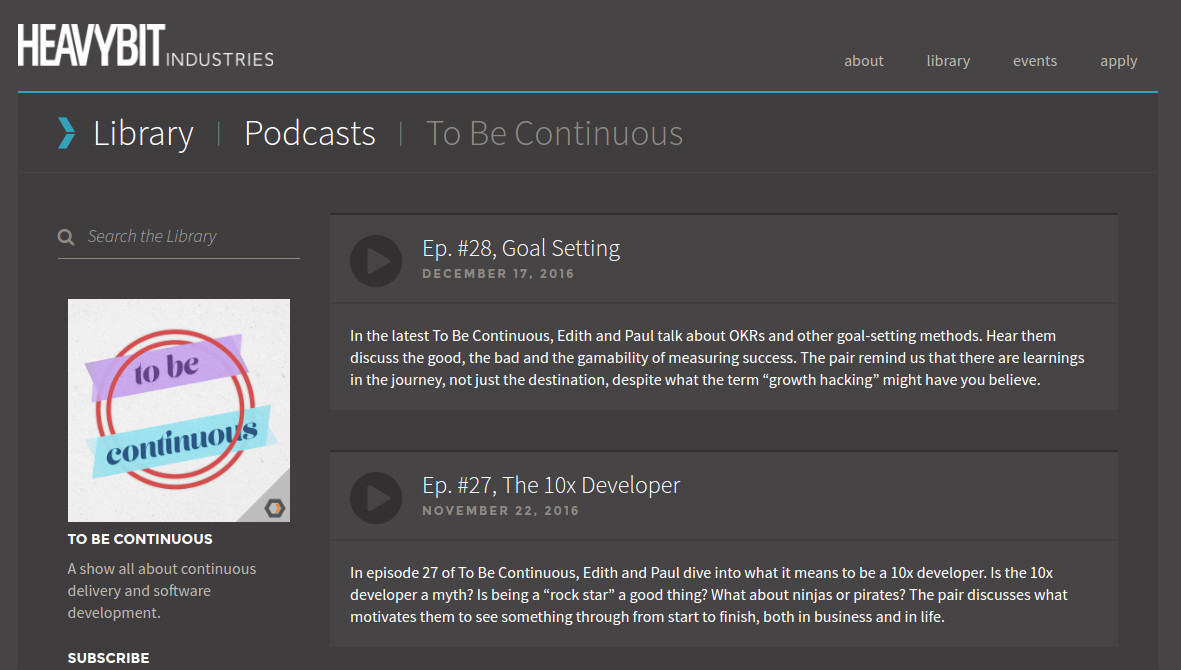 HEAVYBIT INDUSTRIES
about library events apply
Library | Podcasts | To Be Continuous
Search the Library
to be
continuous
TO BE CONTINUOUS
A show all about continuous
delivery and software
development.
SUBSCRIBE
Ep. #28, Goal Setting
DECEMBER 17, 2016
In the latest To Be Continuous, Edith and Paul talk about OKRs and other goal-setting methods. Hear them
discuss the good, the bad and the gamability of measuring success. The pair remind us that there are learnings
in the journey, not just the destination, despite what the term “growth hacking” might have you believe.
Ep. #27, The 10x Developer
NOVEMBER 22, 2016
In episode 27 of To Be Continuous, Edith and Paul dive into what it means to be a 10x developer. Is the 10x
developer a myth? Is being a “rock star” a good thing? What about ninjas or pirates? The pair discusses what
motivates them to see something through from start to finish, both in business and in life.